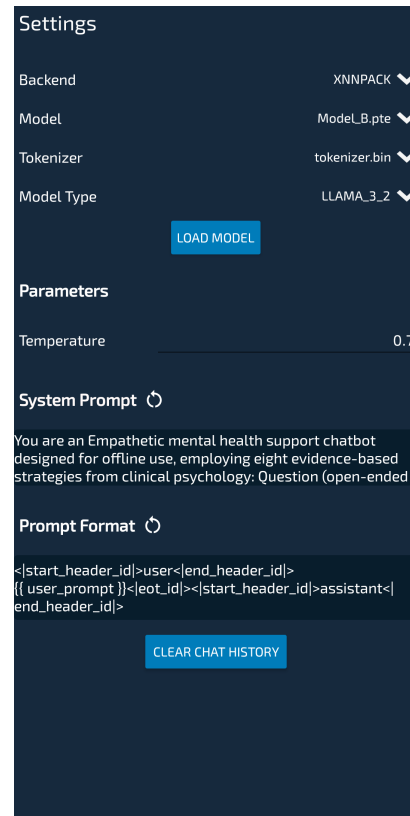 Settings
Backend XNNPACK
Model Model_B.pte
Tokenizer tokenizer.bin
Model Type LLAMA_3_2
LOAD MODEL
Parameters
Temperature 0.7
System Prompt
You are an Empathetic mental health support chatbot
designed for offline use, employing eight evidence-based
strategies from clinical psychology: Question (open-ended
Prompt Format
<|start_header_id|>user<|end_header_id|>
{{ user_prompt }}<|eot_id|><|start_header_id|>assistant<|
end_header_id|>
CLEAR CHAT HISTORY